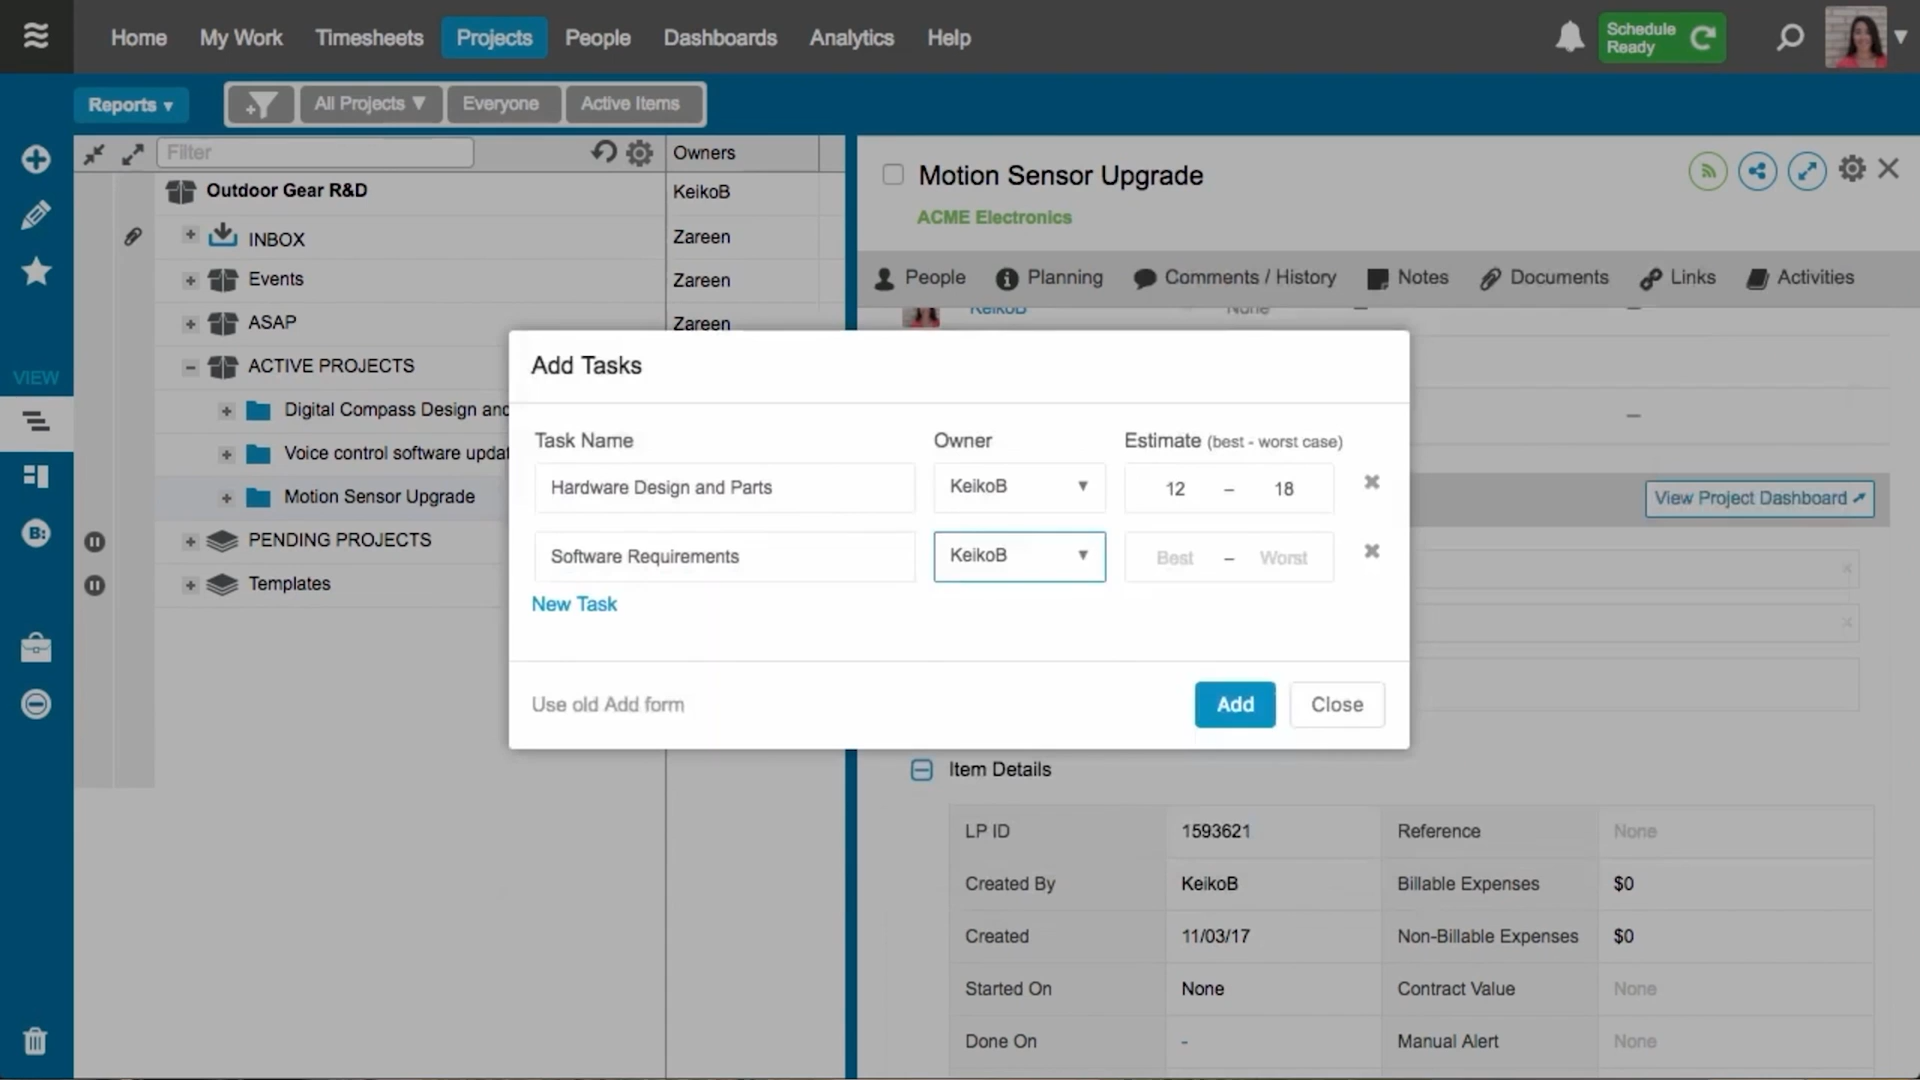 Home My Work Timesheets Projects People Dashboards Analytics Help Schedule Ready
Reports ▾ All Projects ▼ Everyone Active Items
Filter Owners
Outdoor Gear R&D KeikoB
INBOX Zareen
Events Zareen
ASAP Zareen
VIEW
ACTIVE PROJECTS
Digital Compass Design and
Voice control software updat
Motion Sensor Upgrade
PENDING PROJECTS
Templates
B:
Motion Sensor Upgrade
ACME Electronics
People Planning Comments / History Notes Documents Links Activities
KeikoB None –
–
View Project Dashboard
Add Tasks
Task Name Owner Estimate (best - worst case)
Hardware Design and Parts KeikoB ▼ 12 – 18
Software Requirements KeikoB ▼ Best – Worst
New Task
Use old Add form Add Close
Item Details
LP ID 1593621 Reference None
Created By KeikoB Billable Expenses $0
Created 11/03/17 Non-Billable Expenses $0
Started On None Contract Value None
Done On - Manual Alert None